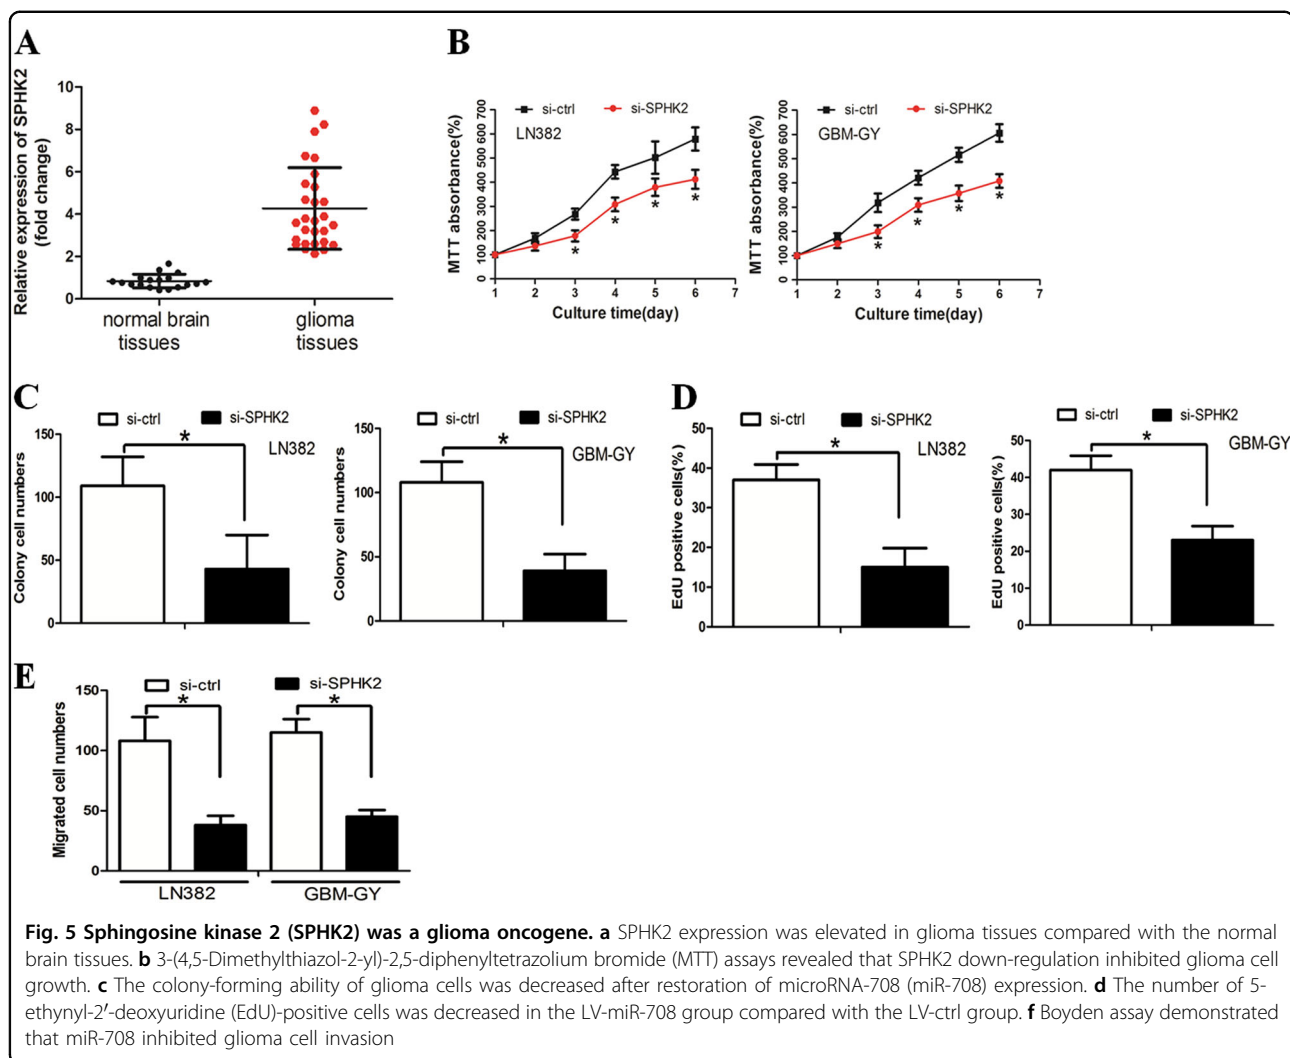 A
Relative expression of SPHK2
(fold change)
10
8
6
4
2
0
normal brain
tissues
glioma
tissues
B
si-ctrl
si-SPHK2
LN382
MTT absorbance(%)
700
600
500
400
300
200
100
0
1 2 3 4 5 6 7
Culture time(day)
* * * *
si-ctrl
si-SPHK2
GBM-GY
MTT absorbance(%)
700
600
500
400
300
200
100
0
1 2 3 4 5 6 7
Culture time(day)
* * * *
C
si-ctrl
si-SPHK2
LN382
Colony cell numbers
150
100
50
0
*
si-ctrl
si-SPHK2
GBM-GY
Colony cell numbers
150
100
50
0
*
D
si-ctrl
si-SPHK2
LN382
EdU positive cells(%)
50
40
30
20
10
0
*
si-ctrl
si-SPHK2
GBM-GY
EdU positive cells(%)
50
40
30
20
10
0
*
E
si-ctrl
si-SPHK2
Migrated cell numbers
150
100
50
0
* *
LN382
GBM-GY
Fig. 5 Sphingosine kinase 2 (SPHK2) was a glioma oncogene. a SPHK2 expression was elevated in glioma tissues compared with the normal
brain tissues. b 3-(4,5-Dimethylthiazol-2-yl)-2,5-diphenyltetrazolium bromide (MTT) assays revealed that SPHK2 down-regulation inhibited glioma cell
growth. c The colony-forming ability of glioma cells was decreased after restoration of microRNA-708 (miR-708) expression. d The number of 5-
ethynyl-2′-deoxyuridine (EdU)-positive cells was decreased in the LV-miR-708 group compared with the LV-ctrl group. f Boyden assay demonstrated
that miR-708 inhibited glioma cell invasion